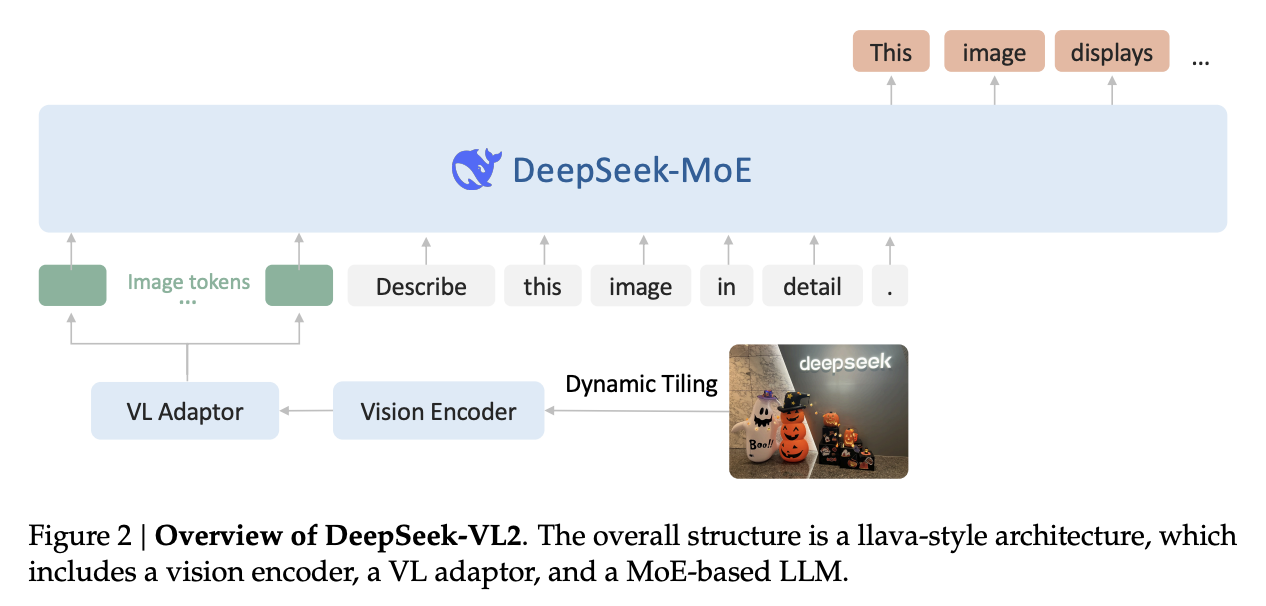 This image displays ...
DeepSeek-MoE
Image tokens
...
Describe this image in detail .
deepseek
Dynamic Tiling
VL Adaptor Vision Encoder
Boo!!
Figure 2 | Overview of DeepSeek-VL2. The overall structure is a llava-style architecture, which
includes a vision encoder, a VL adaptor, and a MoE-based LLM.